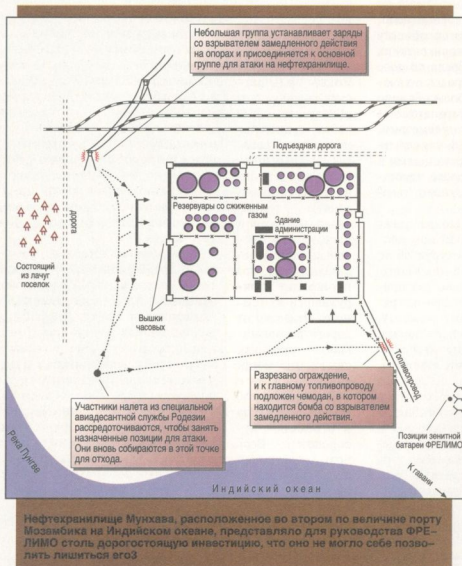 Небольшая группа устанавливает заряды
со взрывателем замедленного действия
на опорах и присоединяется к основной
группе для атаки на нефтехранилище.
Подъездная дорога
Резервуары со сжиженным
газом
Здание
администрации
дорога
Состоящий
из лачуг
поселок
Вышки
часовых
Топливопровод
Разрезано ограждение,
и к главному топливопроводу
подложен чемодан, в котором
находится бомба со взрывателем
замедленного действия.
Участники налета из специальной
авиадесантной службы Родезии
рассредоточиваются, чтобы занять
назначенные позиции для атаки.
Они вновь собираются в этой точке
для отхода.
Позиции зенитной
батареи ФРЕЛИМО
К гавани
Река Пунгве
Индийский океан
Нефтехранилище Мунхава, расположенное во втором по величине порту
Мозамбика на Индийском океане, представляло для руководства ФРЕ-
ЛИМО столь дорогостоящую инвестицию, что оно не могло себе позво-
лить лишиться его3